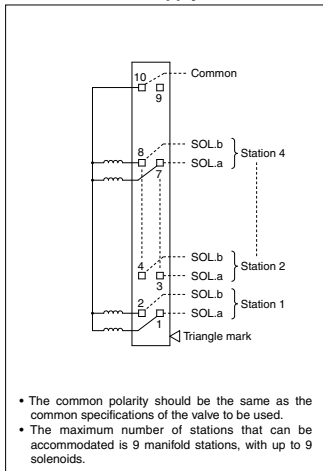 10
Common
9
SOL.b
8
SOL.a
Station 4
7
SOL.b
4
SOL.a
Station 2
3
SOL.b
2
SOL.a
Station 1
1
Triangle mark
• The common polarity should be the same as the
common specifications of the valve to be used.
• The maximum number of stations that can be
accommodated is 9 manifold stations, with up to 9
solenoids.